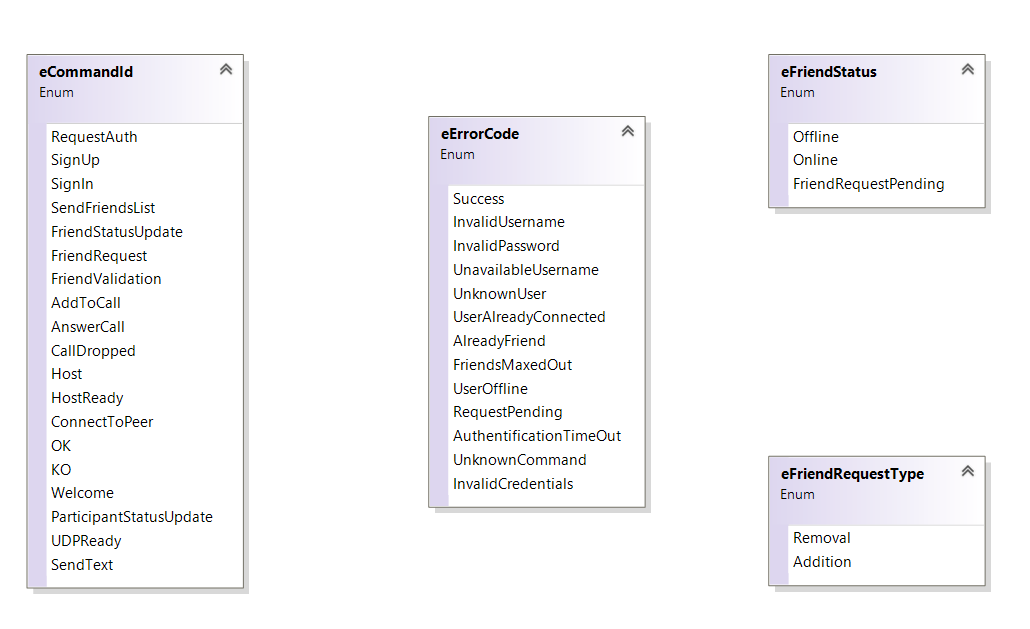 eCommandId
Enum
RequestAuth
SignUp
SignIn
SendFriendsList
FriendStatusUpdate
FriendRequest
FriendValidation
AddToCall
AnswerCall
CallDropped
Host
HostReady
ConnectToPeer
OK
KO
Welcome
ParticipantStatusUpdate
UDPReady
SendText
eErrorCode
Enum
Success
InvalidUsername
InvalidPassword
UnavailableUsername
UnknownUser
UserAlreadyConnected
AlreadyFriend
FriendsMaxedOut
UserOffline
RequestPending
AuthentificationTimeOut
UnknownCommand
InvalidCredentials
eFriendStatus
Enum
Offline
Online
FriendRequestPending
eFriendRequestType
Enum
Removal
Addition